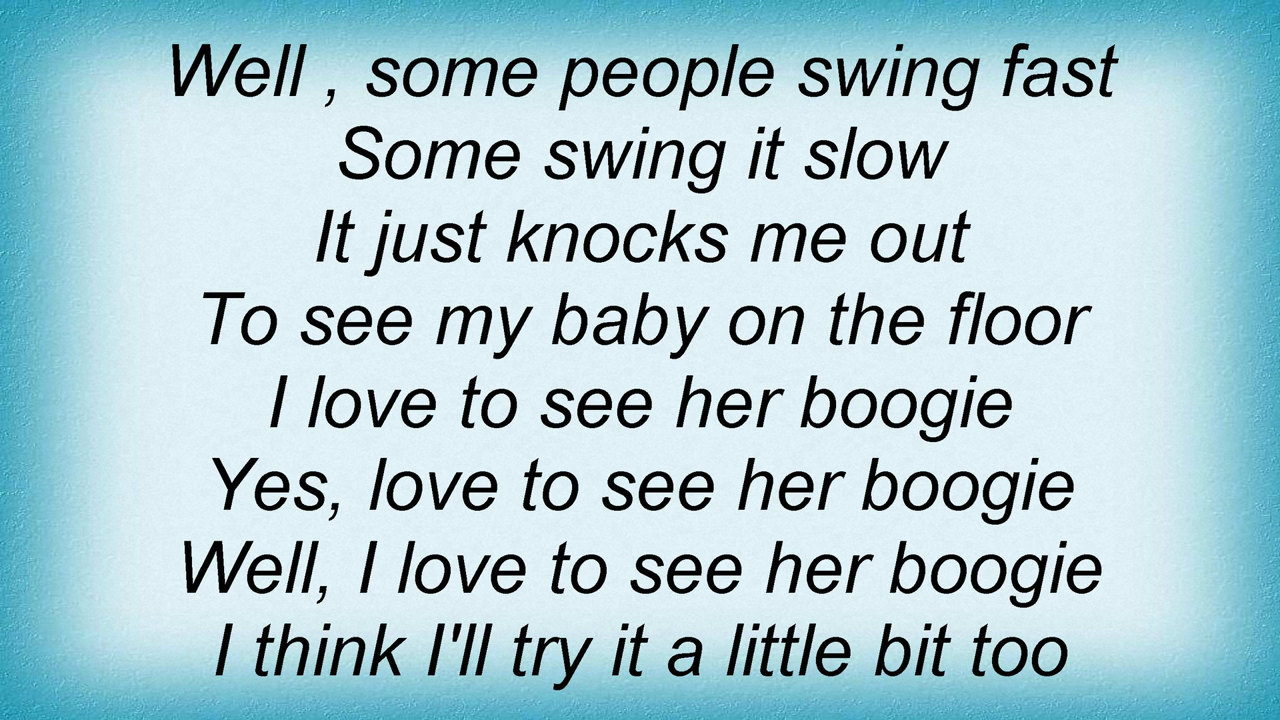 Well , some people swing fast
Some swing it slow
It just knocks me out
To see my baby on the floor
I love to see her boogie
Yes, love to see her boogie
Well, I love to see her boogie
I think I'll try it a little bit too